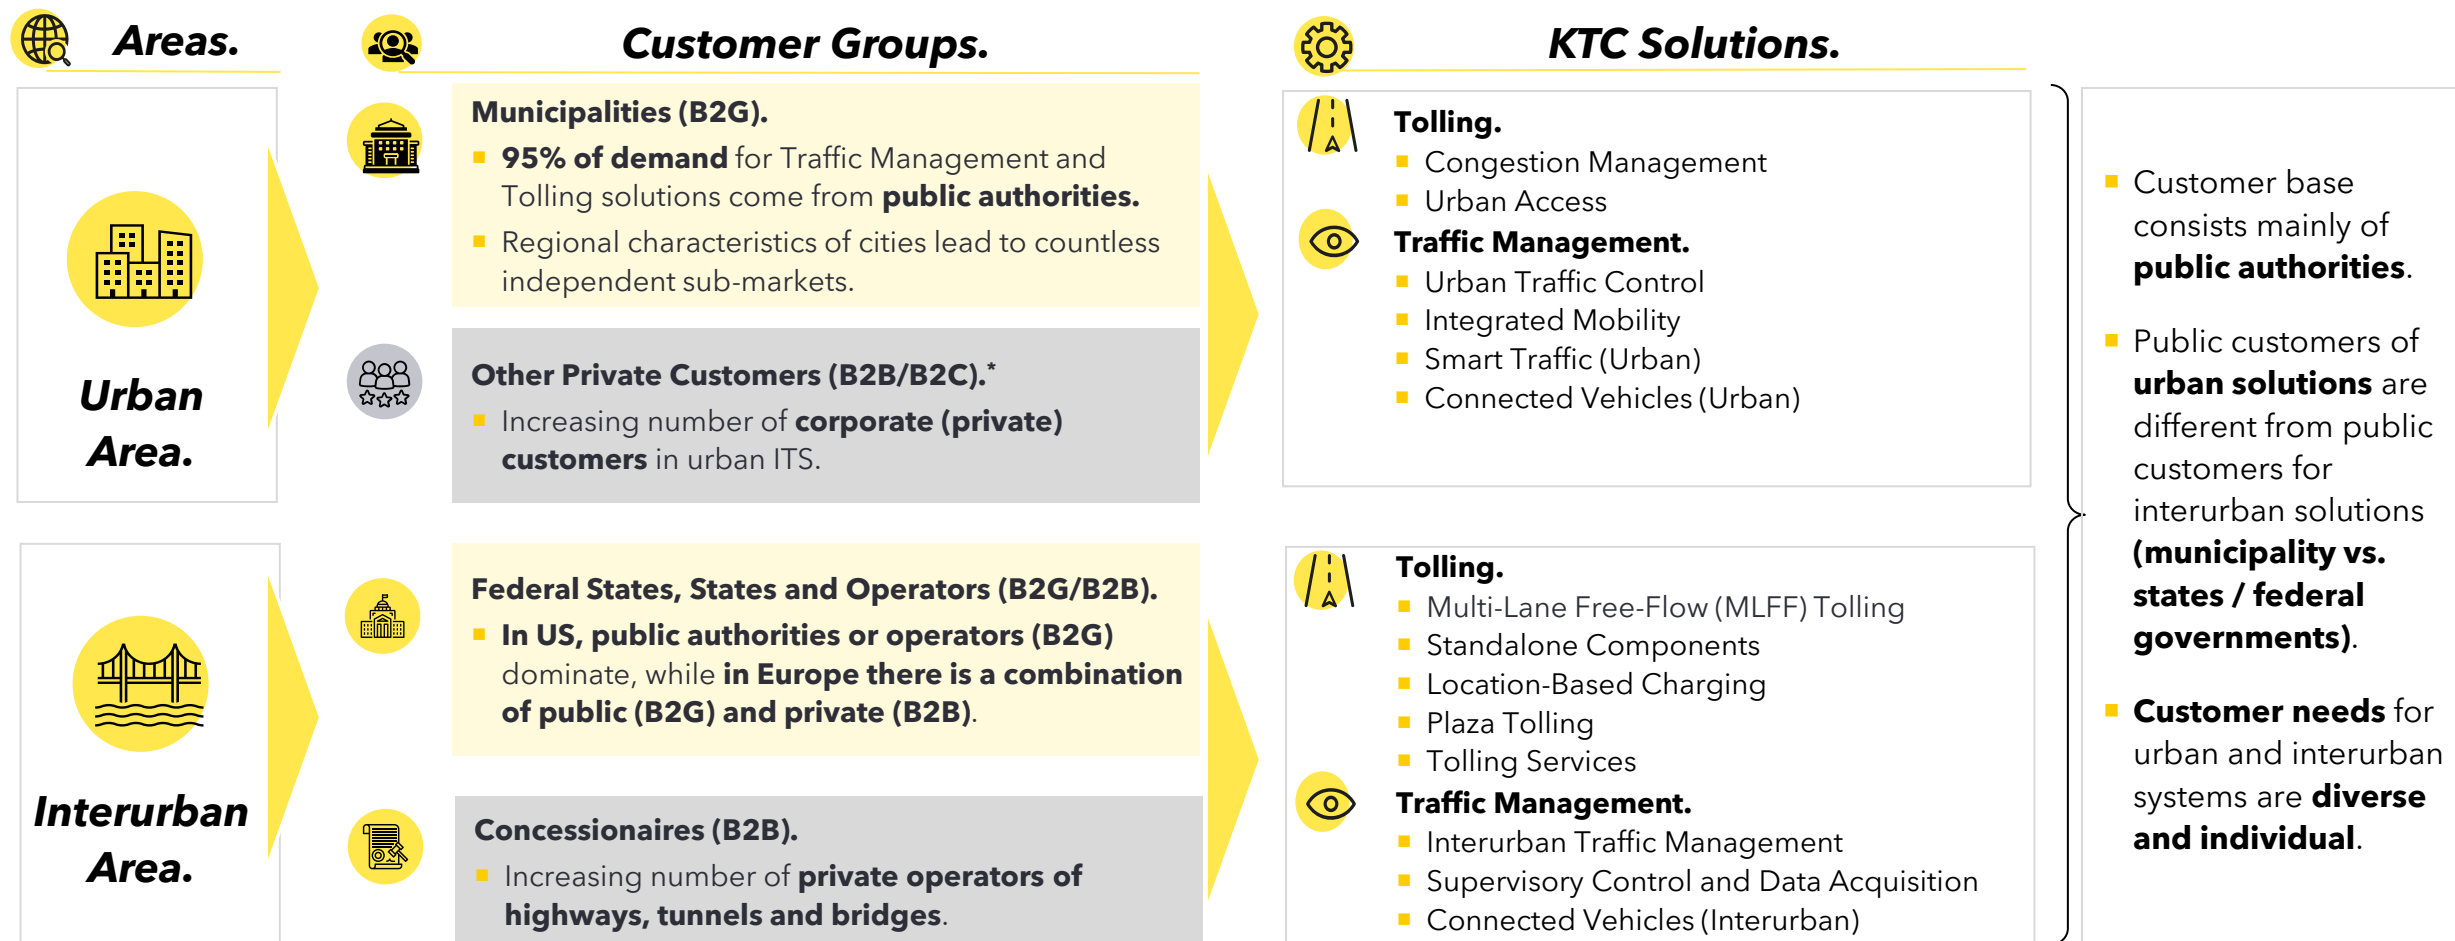 Areas.
Customer Groups.
KTC Solutions.
Urban
Area.
Municipalities (B2G).
95% of demand for Traffic Management and
Tolling solutions come from public authorities.
Regional characteristics of cities lead to countless
independent sub-markets.
Other Private Customers (B2B/B2C).*
Increasing number of corporate (private)
customers in urban ITS.
Tolling.
Congestion Management
Urban Access
Traffic Management.
Urban Traffic Control
Integrated Mobility
Smart Traffic (Urban)
Connected Vehicles (Urban)
Interurban
Area.
Federal States, States and Operators (B2G/B2B).
In US, public authorities or operators (B2G)
dominate, while in Europe there is a combination
of public (B2G) and private (B2B).
Concessionaires (B2B).
Increasing number of private operators of
highways, tunnels and bridges.
Tolling.
Multi-Lane Free-Flow (MLFF) Tolling
Standalone Components
Location-Based Charging
Plaza Tolling
Tolling Services
Traffic Management.
Interurban Traffic Management
Supervisory Control and Data Acquisition
Connected Vehicles (Interurban)
Customer base
consists mainly of
public authorities.
Public customers of
urban solutions are
different from public
customers for
interurban solutions
(municipality vs.
states / federal
governments).
Customer needs for
urban and interurban
systems are diverse
and individual.